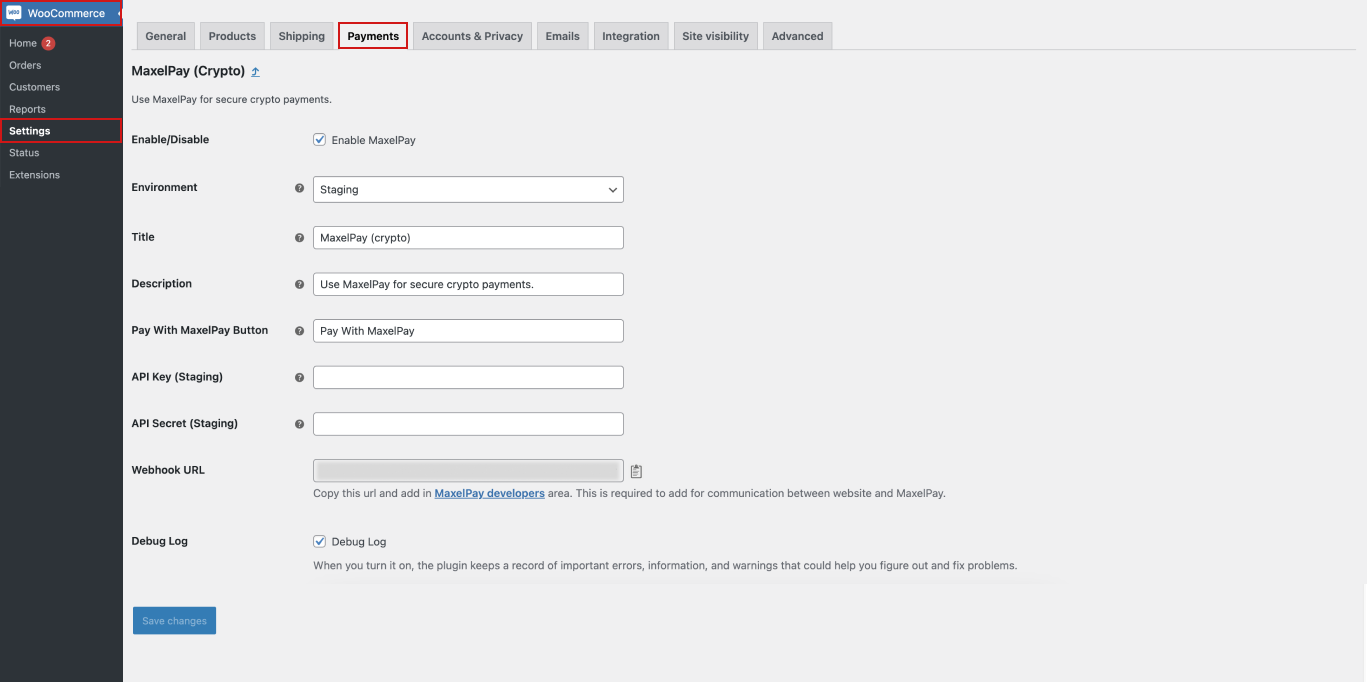 woo WooCommerce
Home 2
Orders
Customers
Reports
Settings
Status
Extensions
General Products Shipping Payments Accounts & Privacy Emails Integration Site visibility Advanced
MaxelPay (Crypto)
Use MaxelPay for secure crypto payments.
Enable/Disable Enable MaxelPay
Environment ? Staging
Title ? MaxelPay (crypto)
Description ? Use MaxelPay for secure crypto payments.
Pay With MaxelPay Button ? Pay With MaxelPay
API Key (Staging) ?
API Secret (Staging) ?
Webhook URL
Copy this url and add in MaxelPay developers area. This is required to add for communication between website and MaxelPay.
Debug Log Debug Log
When you turn it on, the plugin keeps a record of important errors, information, and warnings that could help you figure out and fix problems.
Save changes